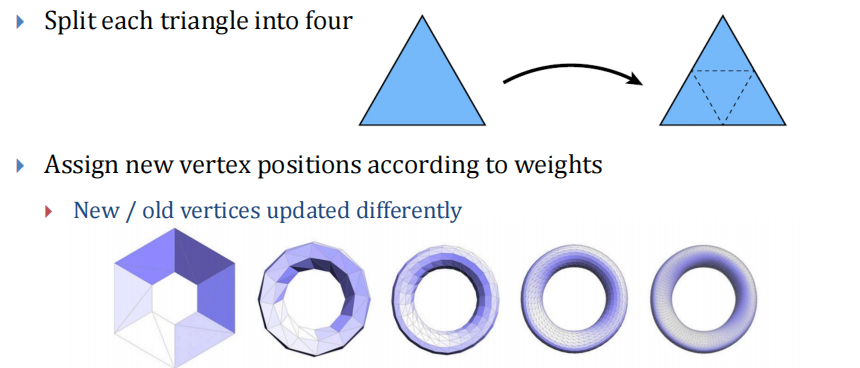 Split each triangle into four
Assign new vertex positions according to weights
New / old vertices updated differently